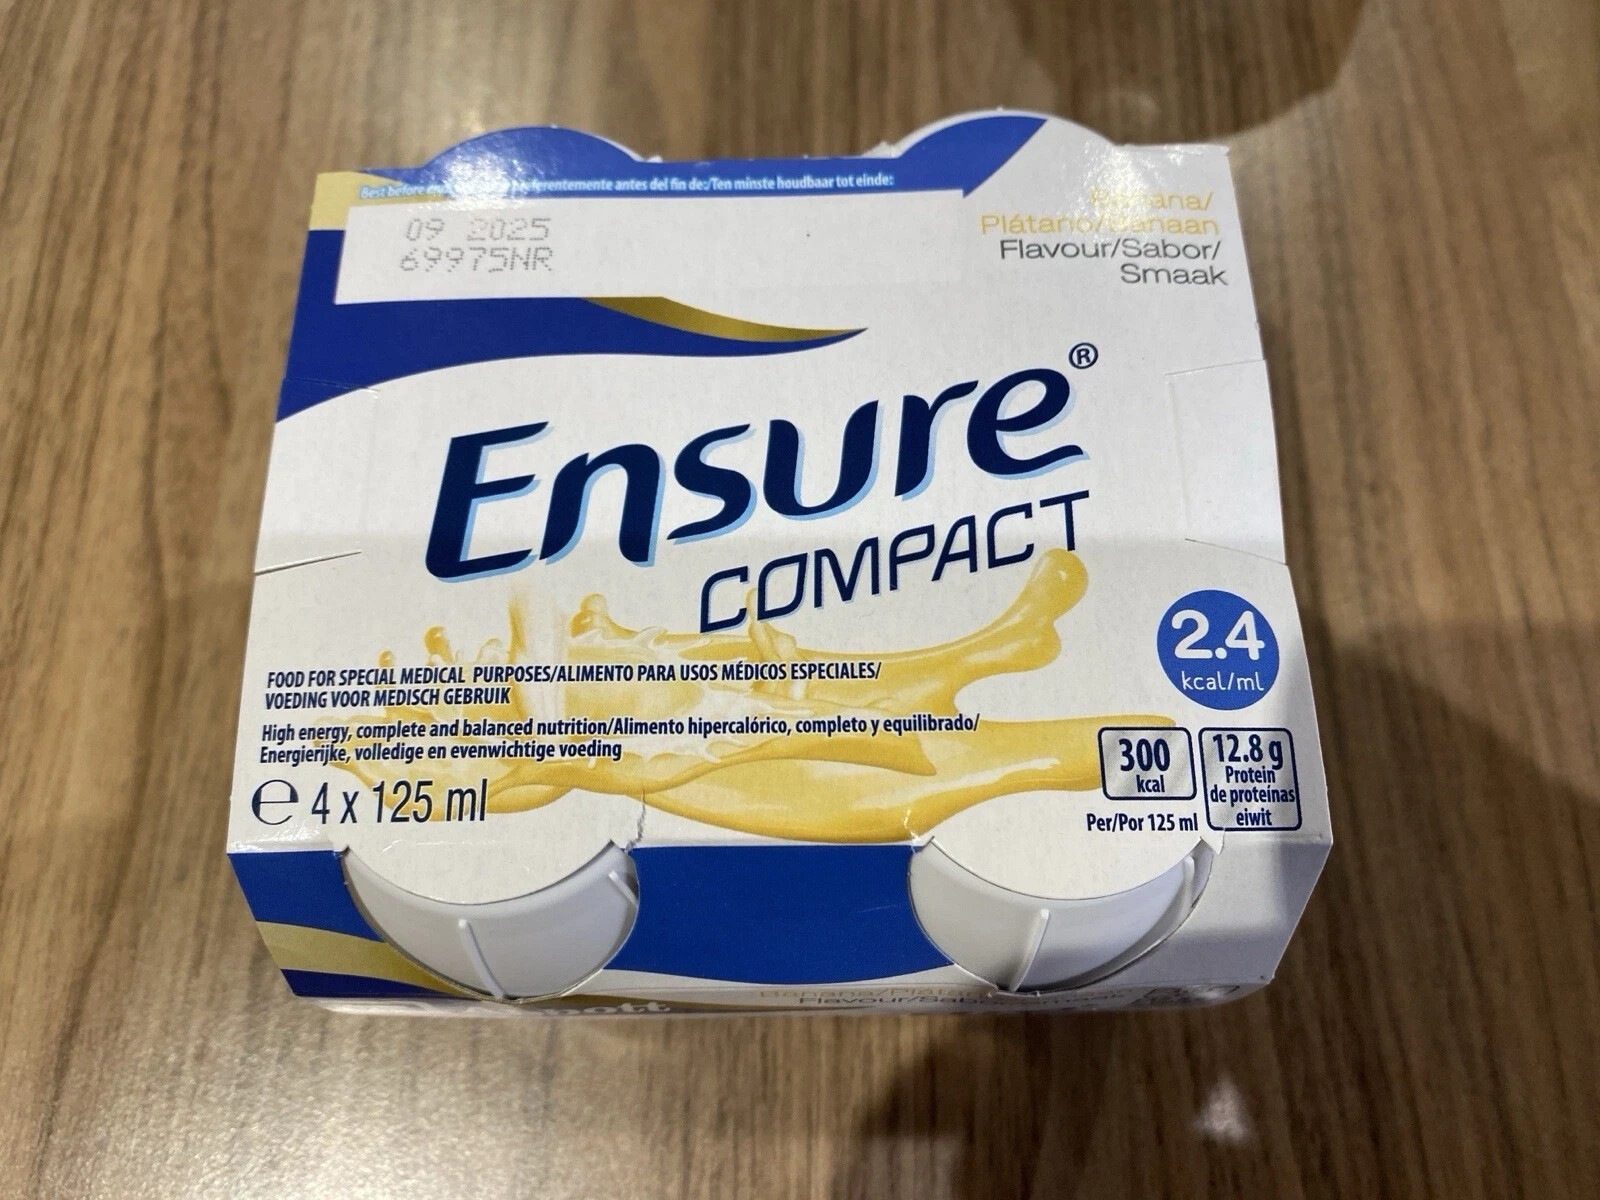 Best before preferentemente antes del fin de:/Ten minste houdbaar tot einde:
09 2025
69975NR
Banana/
Plátano/Banaan
Flavour/Sabor/
Smaak
Ensure®
COMPACT
2.4
kcal/ml
FOOD FOR SPECIAL MEDICAL PURPOSES/ALIMENTO PARA USOS MÉDICOS ESPECIALES/
VOEDING VOOR MEDISCH GEBRUIK
High energy, complete and balanced nutrition/Alimento hipercalórico, completo y equilibrado/
Energierijke, volledige en evenwichtige voeding
℮ 4 x 125 ml
300
kcal
12.8 g
Protein
de proteínas
eiwit
Per/Por 125 ml
Abbott
Banana/
Flavour/